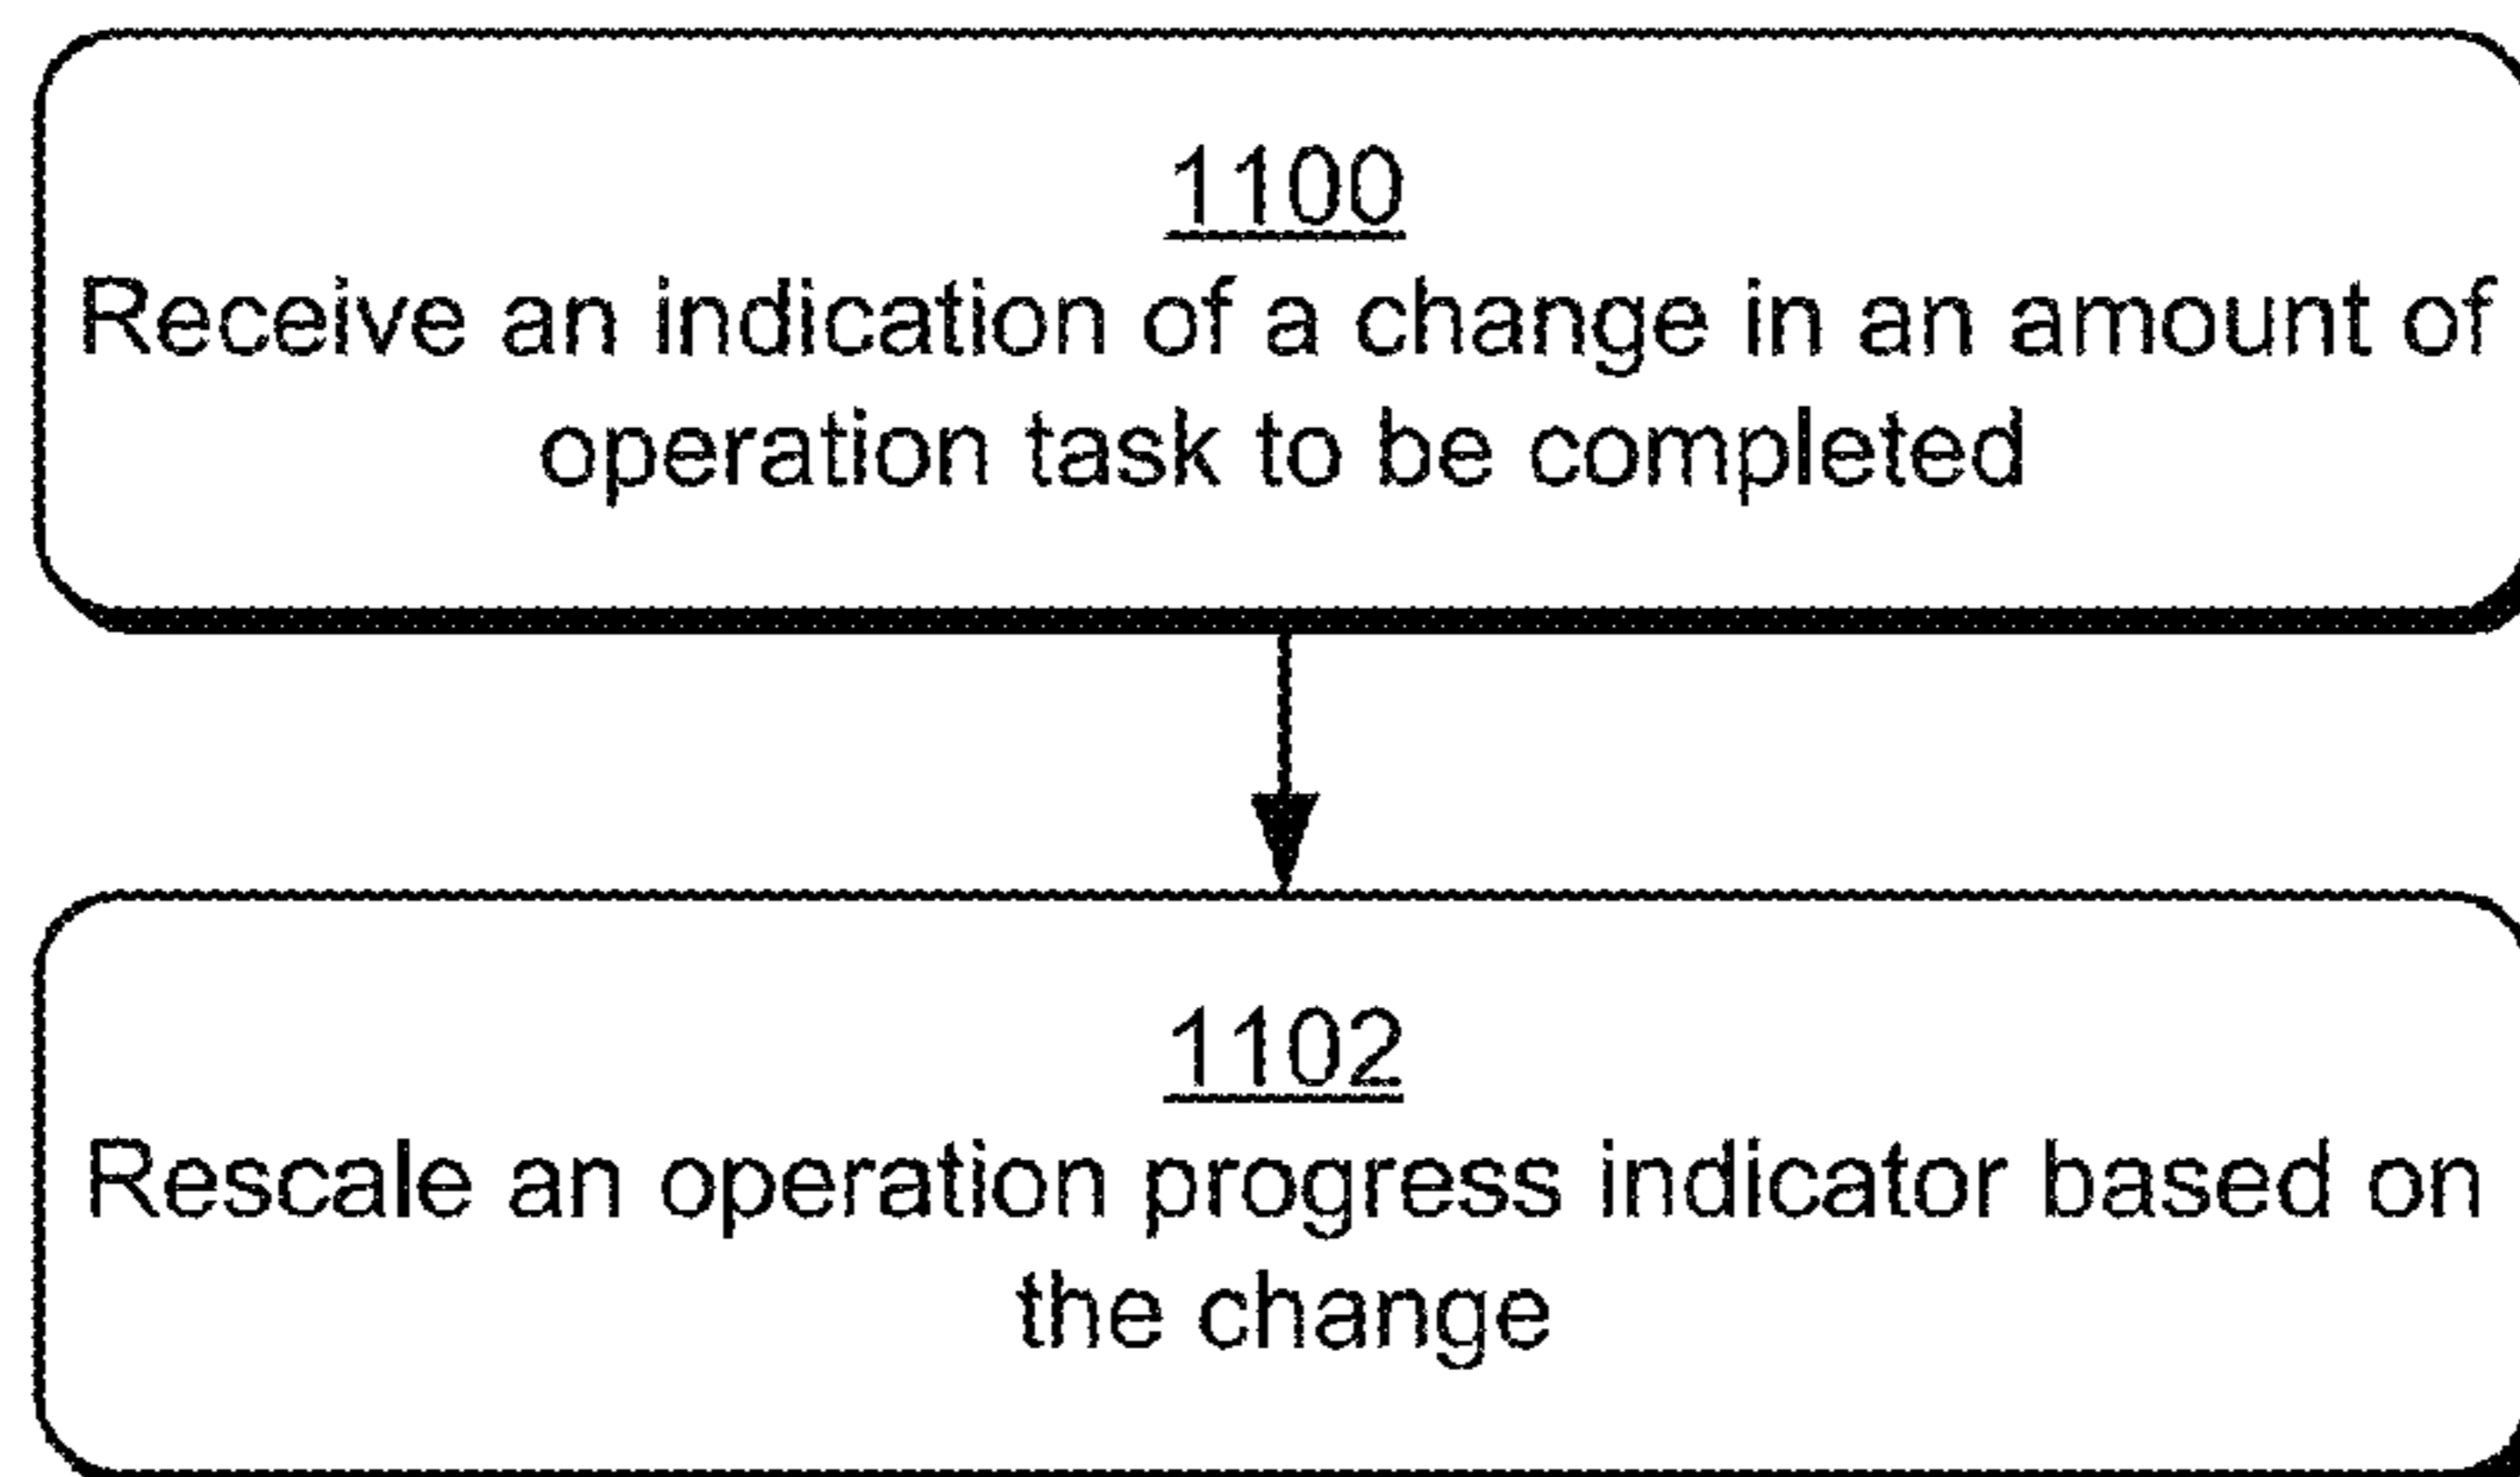 1100
Receive an indication of a change in an amount of
operation task to be completed
1102
Rescale an operation progress indicator based on
the change